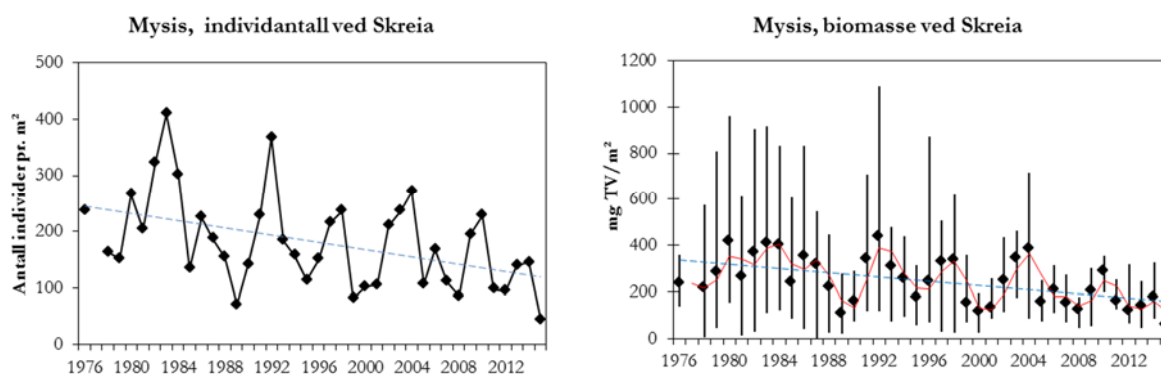 Mysis, individantall ved Skreia
Antall individer pr. m²
500
400
300
200
100
0
1976 1980 1984 1988 1992 1996 2000 2004 2008 2012
Mysis, biomasse ved Skreia
mg TV/m²
1200
1000
800
600
400
200
0
1976 1980 1984 1988 1992 1996 2000 2004 2008 2012